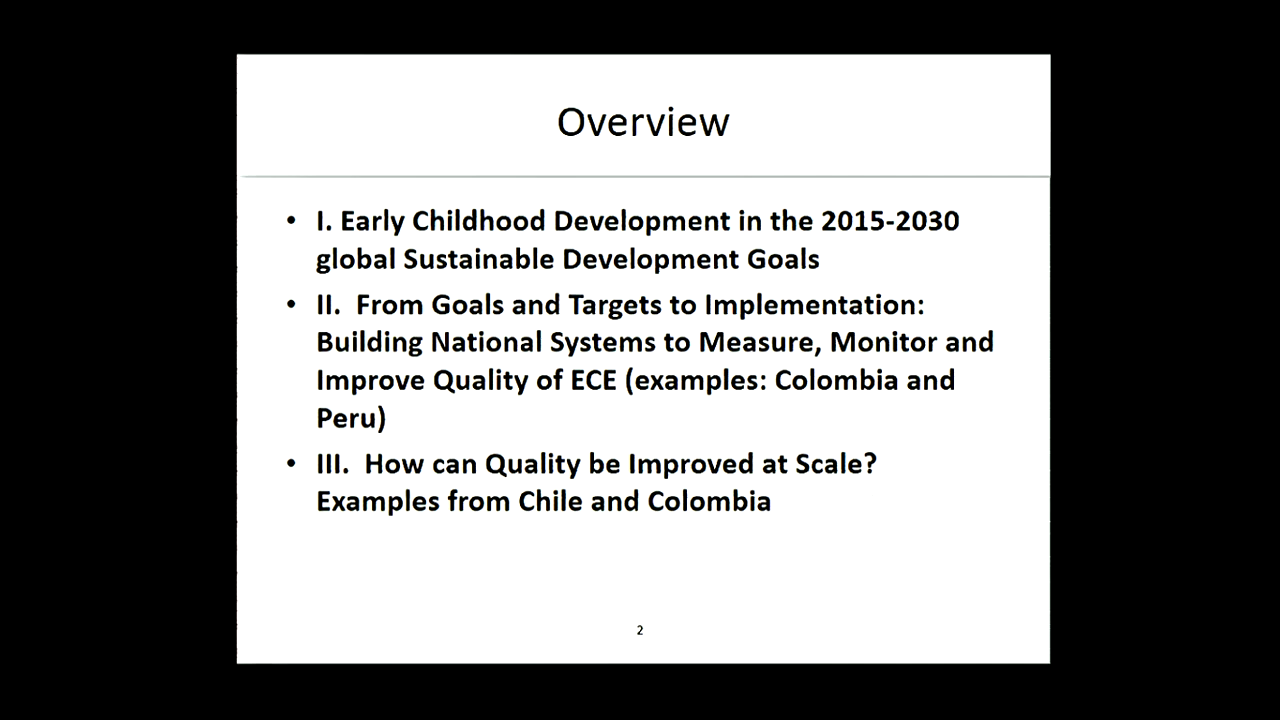 Overview
• I. Early Childhood Development in the 2015-2030
global Sustainable Development Goals
• II.  From Goals and Targets to Implementation:
Building National Systems to Measure, Monitor and
Improve Quality of ECE (examples: Colombia and
Peru)
• III.  How can Quality be Improved at Scale?
Examples from Chile and Colombia
2